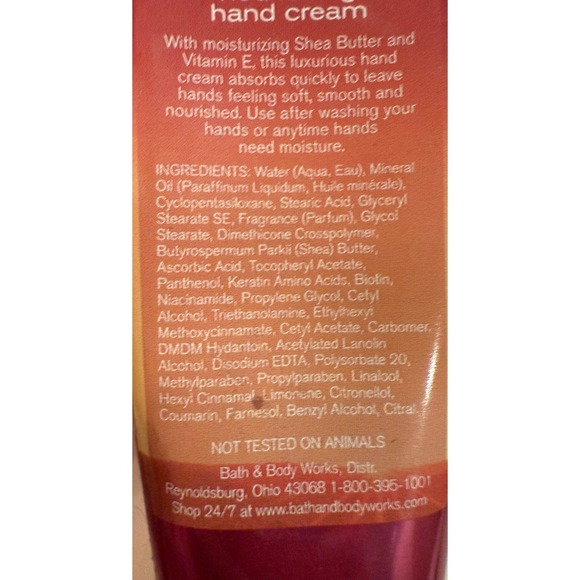 hand cream
With moisturizing Shea Butter and
Vitamin E, this luxurious hand
cream absorbs quickly to leave
hands feeling soft, smooth and
nourished. Use after washing your
hands or anytime hands
need moisture.
INGREDIENTS: Water (Aqua, Eau), Mineral
Oil (Paraffinum Liquidum, Huile minérale),
Cyclopentasiloxane, Stearic Acid, Glyceryl
Stearate SE, Fragrance (Parfum), Glycol
Stearate, Dimethicone Crosspolymer,
Butyrospermum Parkii (Shea) Butter,
Ascorbic Acid, Tocopheryl Acetate,
Panthenol, Keratin Amino Acids, Biotin,
Niacinamide, Propylene Glycol, Cetyl
Alcohol, Triethanolamine, Ethylhexyl
Methoxycinnamate, Cetyl Acetate, Carbomer,
DMDM Hydantoin, Acetylated Lanolin
Alcohol, Disodium EDTA, Polysorbate 20,
Methylparaben, Propylparaben, Linalool,
Hexyl Cinnamal, Limonene, Citronellol,
Coumarin, Farnesol, Benzyl Alcohol, Citral.
NOT TESTED ON ANIMALS
Bath & Body Works, Distr.
Reynoldsburg, Ohio 43068 1-800-395-1001
Shop 24/7 at www.bathandbodyworks.com